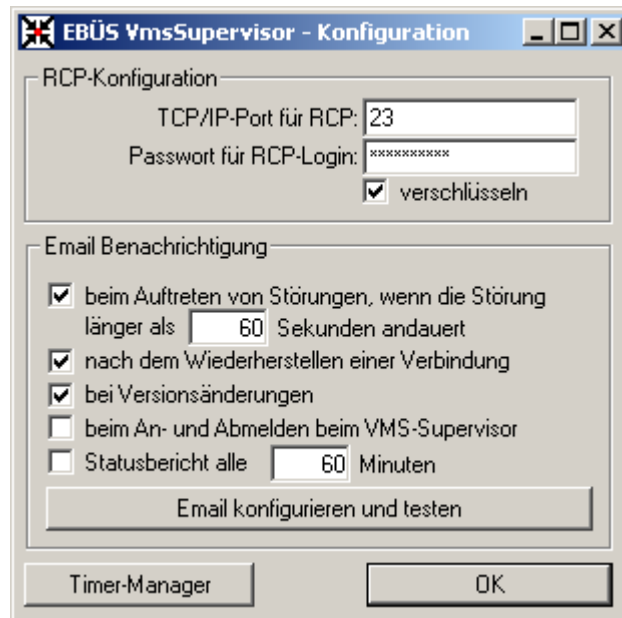 EBÜS VmsSupervisor - Konfiguration
RCP-Konfiguration
TCP/IP-Port für RCP: 23
Passwort für RCP-Login: **********
verschlüsseln
Email Benachrichtigung
beim Auftreten von Störungen, wenn die Störung
länger als 60 Sekunden andauert
nach dem Wiederherstellen einer Verbindung
bei Versionsänderungen
beim An- und Abmelden beim VMS-Supervisor
Statusbericht alle 60 Minuten
Email konfigurieren und testen
Timer-Manager OK